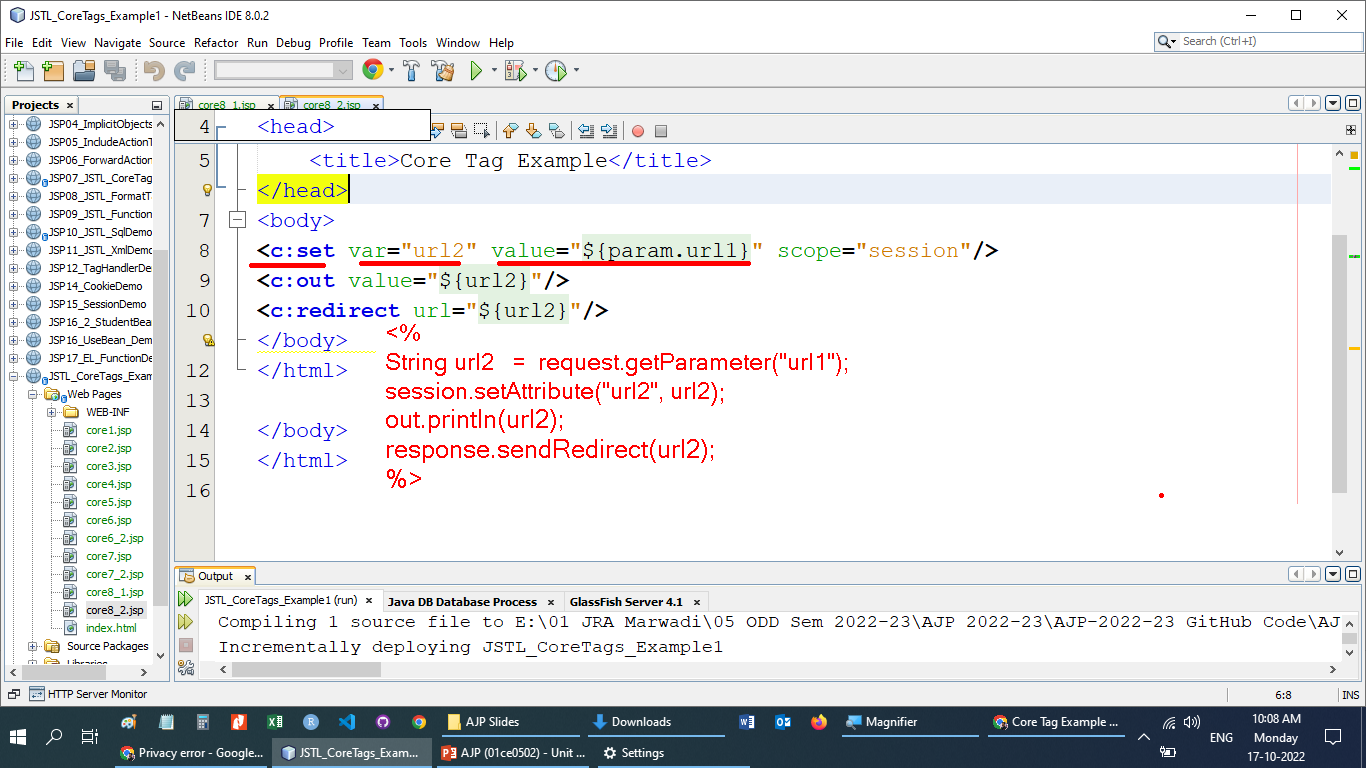 JSTL_CoreTags_Example1 - NetBeans IDE 8.0.2
File Edit View Navigate Source Refactor Run Debug Profile Team Tools Window Help
Search (Ctrl+I)
Projects
core8_1.jsp
core8_2.jsp
JSP04_ImplicitObjects
JSP05_IncludeActionT
JSP06_ForwardAction
JSP07_JSTL_CoreTag
JSP08_JSTL_FormatT
JSP09_JSTL_Function
JSP10_JSTL_SqlDemo
JSP11_JSTL_XmlDemo
JSP12_TagHandlerDe
JSP14_CookieDemo
JSP15_SessionDemo
JSP16_2_StudentBea
JSP16_UseBean_Dem
JSP17_EL_FunctionDe
JSTL_CoreTags_Exam
Web Pages
WEB-INF
core1.jsp
core2.jsp
core3.jsp
core4.jsp
core5.jsp
core6.jsp
core6_2.jsp
core7.jsp
core7_2.jsp
core8_1.jsp
core8_2.jsp
index.html
Source Packages
Libraries
4 <head>
5 <title>Core Tag Example</title>
</head>
7 <body>
8 <c:set var="url2" value="${param.url1}" scope="session"/>
9 <c:out value="${url2}"/>
10 <c:redirect url="${url2}"/>
</body>
12 </html>
13
14 </body>
15 </html>
16
<%
String url2 = request.getParameter("url1");
session.setAttribute("url2", url2);
out.println(url2);
response.sendRedirect(url2);
%>
Output
JSTL_CoreTags_Example1 (run)
Java DB Database Process
GlassFish Server 4.1
Compiling 1 source file to E:\01 JRA Marwadi\05 ODD Sem 2022-23\AJP 2022-23\AJP-2022-23 GitHub Code\AJ
Incrementally deploying JSTL_CoreTags_Example1
HTTP Server Monitor
6:8
INS
AJP Slides
Downloads
Magnifier
Core Tag Example ...
Privacy error - Google...
JSTL_CoreTags_Exam...
AJP (01ce0502) - Unit ...
Settings
ENG
10:08 AM
Monday
17-10-2022